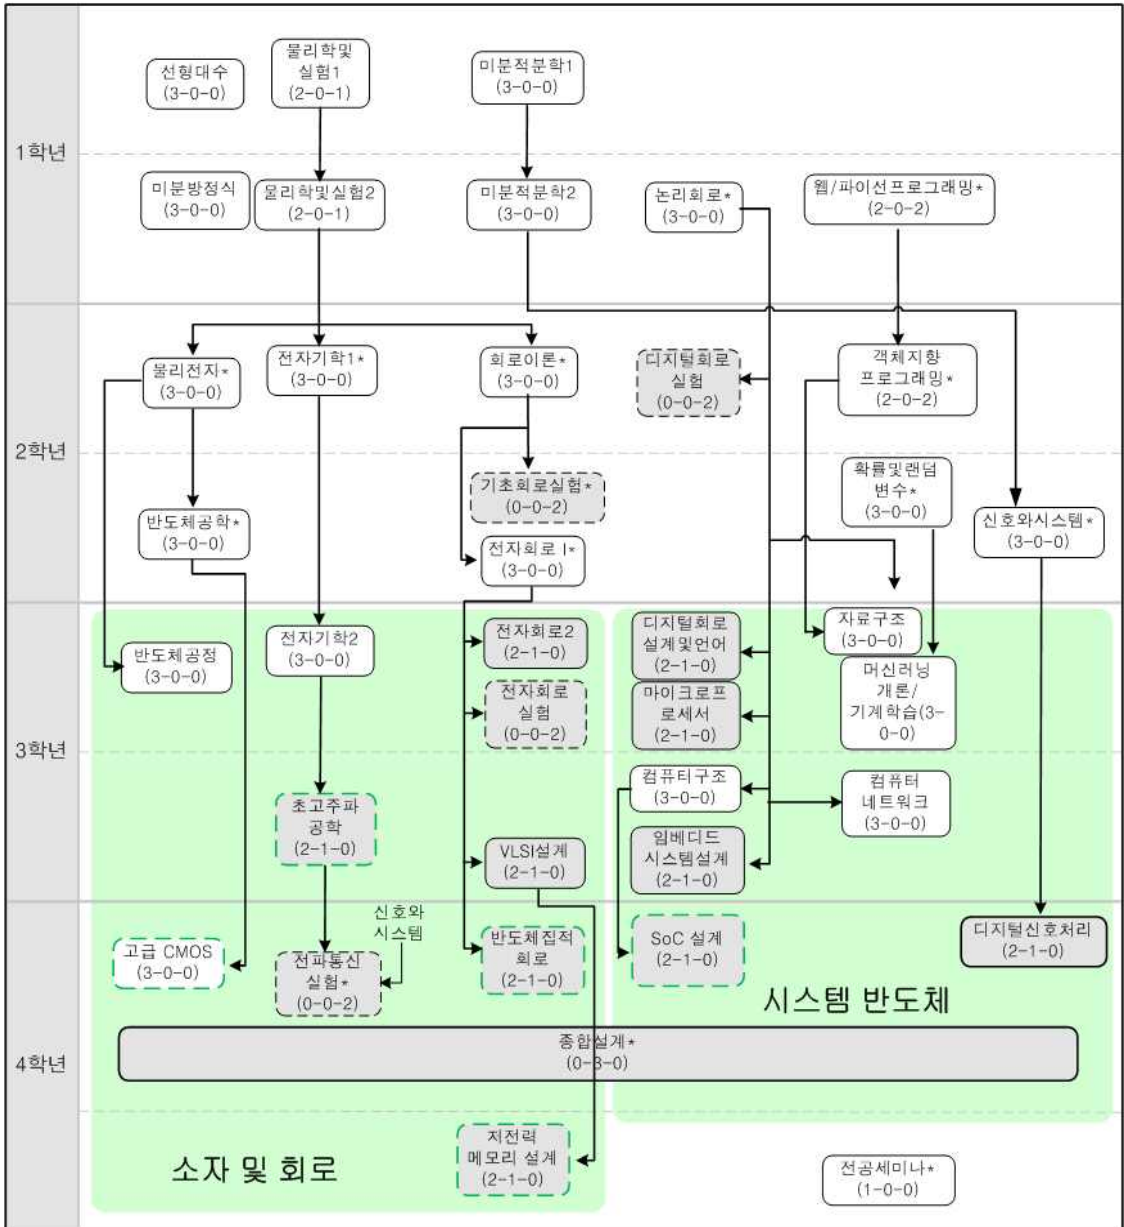 선형대수
(3-0-0)
물리학및
실험1
(2-0-1)
미분적분학1
(3-0-0)
1학년
미분방정식
(3-0-0)
물리학및실험2
(2-0-1)
미분적분학2
(3-0-0)
논리회로*
(3-0-0)
웹/파이선프로그래밍*
(2-0-2)
물리전자*
(3-0-0)
전자기학1*
(3-0-0)
회로이론*
(3-0-0)
디지털회로
실험
(0-0-2)
객체지향
프로그래밍*
(2-0-2)
2학년
기초회로실험*
(0-0-2)
확률및랜덤
변수*
(3-0-0)
반도체공학*
(3-0-0)
전자회로 I*
(3-0-0)
신호와시스템*
(3-0-0)
반도체공정
(3-0-0)
전자기학2
(3-0-0)
전자회로2
(2-1-0)
디지털회로
설계및언어
(2-1-0)
자료구조
(3-0-0)
전자회로
실험
(0-0-2)
마이크로프
로세서
(2-1-0)
머신러닝
개론/
기계학습(3-
0-0)
3학년
초고주파
공학
(2-1-0)
컴퓨티구조
(3-0-0)
컴퓨터
네트워크
(3-0-0)
VLSI설계
(2-1-0)
임베디드
시스템설계
(2-1-0)
고급 CMOS
(3-0-0)
신호와
시스템
전파통신
실험*
(0-0-2)
반도체집적
회로
(2-1-0)
SoC 설계
(2-1-0)
디지털신호처리
(2-1-0)
시스템 반도체
4학년
종합설계*
(0-3-0)
저전력
메모리 설계
(2-1-0)
소자 및 회로
전공세미나*
(1-0-0)